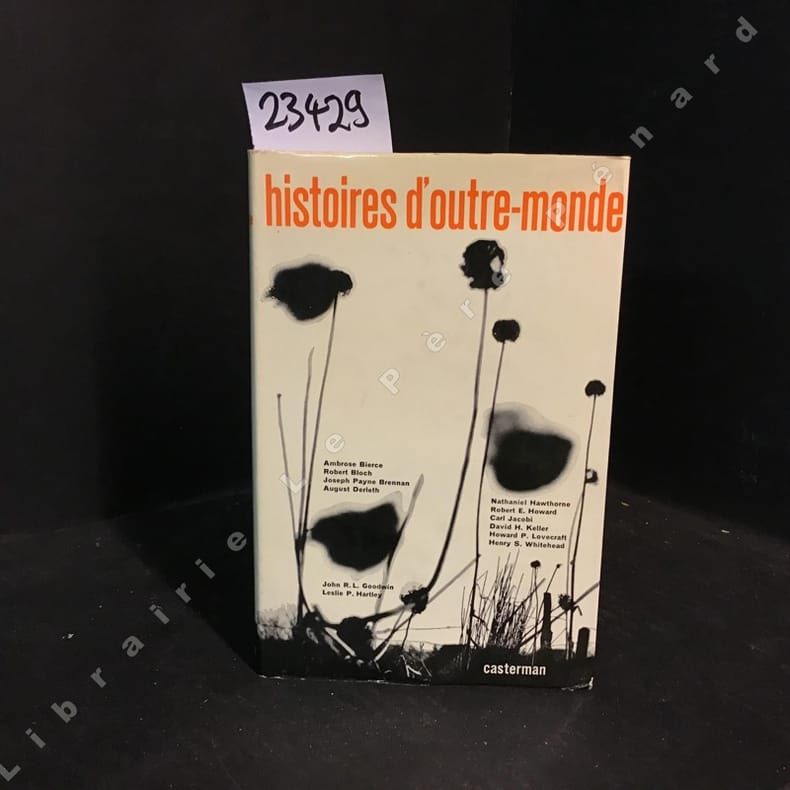 23429
histoires d'outre-monde
Ambrose Bierce
Robert Bloch
Joseph Payne Brennan
August Derleth
Nathaniel Hawthorne
Robert E. Howard
Carl Jacobi
David H. Keller
Howard P. Lovecraft
Henry S. Whitehead
John R. L. Goodwin
Leslie P. Hartley
casterman
Librairie Le Père Pénard